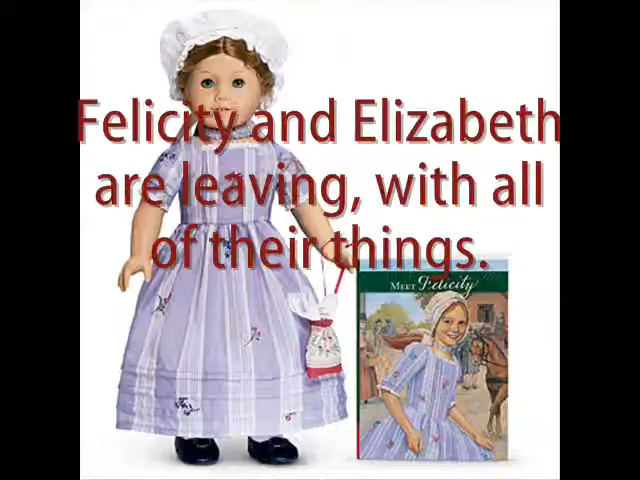 Felicity and Elizabeth
are leaving, with all
of their things.
MEET Felicity